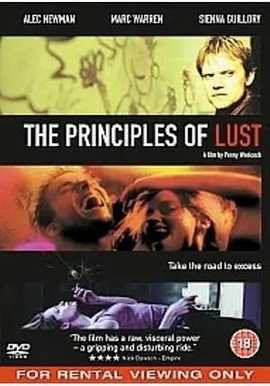 ALEC NEWMAN MARC WARREN SIENNA GUILLORY
THE PRINCIPLES OF LUST
A film by Penny Woolcock
Take the road to excess
DVD VIDEO
"The film has a raw, visceral power
– a gripping and disturbing ride."
★★★★ Nick Dawson – Empire
18
FOR RENTAL VIEWING ONLY